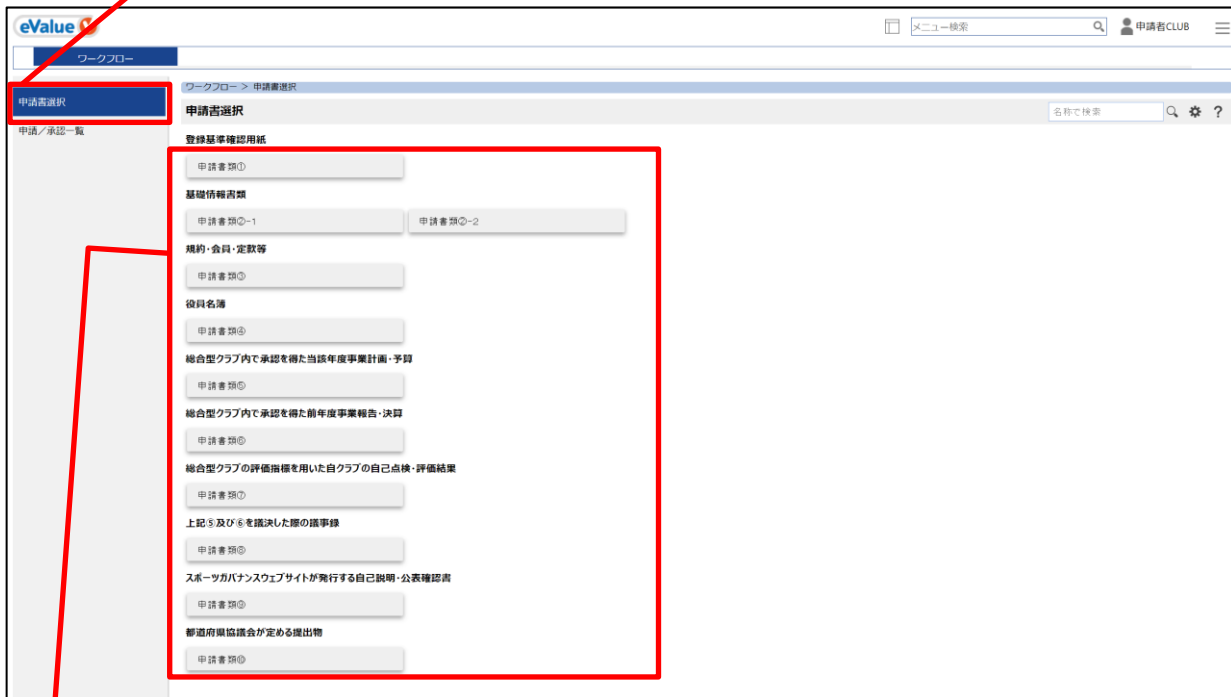 eValue V
メニュー検索
申請者CLUB
ワークフロー
申請書選択
申請／承認一覧
ワークフロー > 申請書選択
申請書選択
名称で検索
?
登録基準確認用紙
申請書類①
基礎情報書類
申請書類②-1 申請書類②-2
規約・会員・定款等
申請書類③
役員名簿
申請書類④
総合型クラブ内で承認を得た当該年度事業計画・予算
申請書類⑤
総合型クラブ内で承認を得た前年度事業報告・決算
申請書類⑥
総合型クラブの評価指標を用いた自クラブの自己点検・評価結果
申請書類⑦
上記⑤及び⑥を議決した際の議事録
申請書類⑧
スポーツガバナンスウェブサイトが発行する自己説明・公表確認書
申請書類⑨
都道府県協議会が定める提出物
申請書類⑩